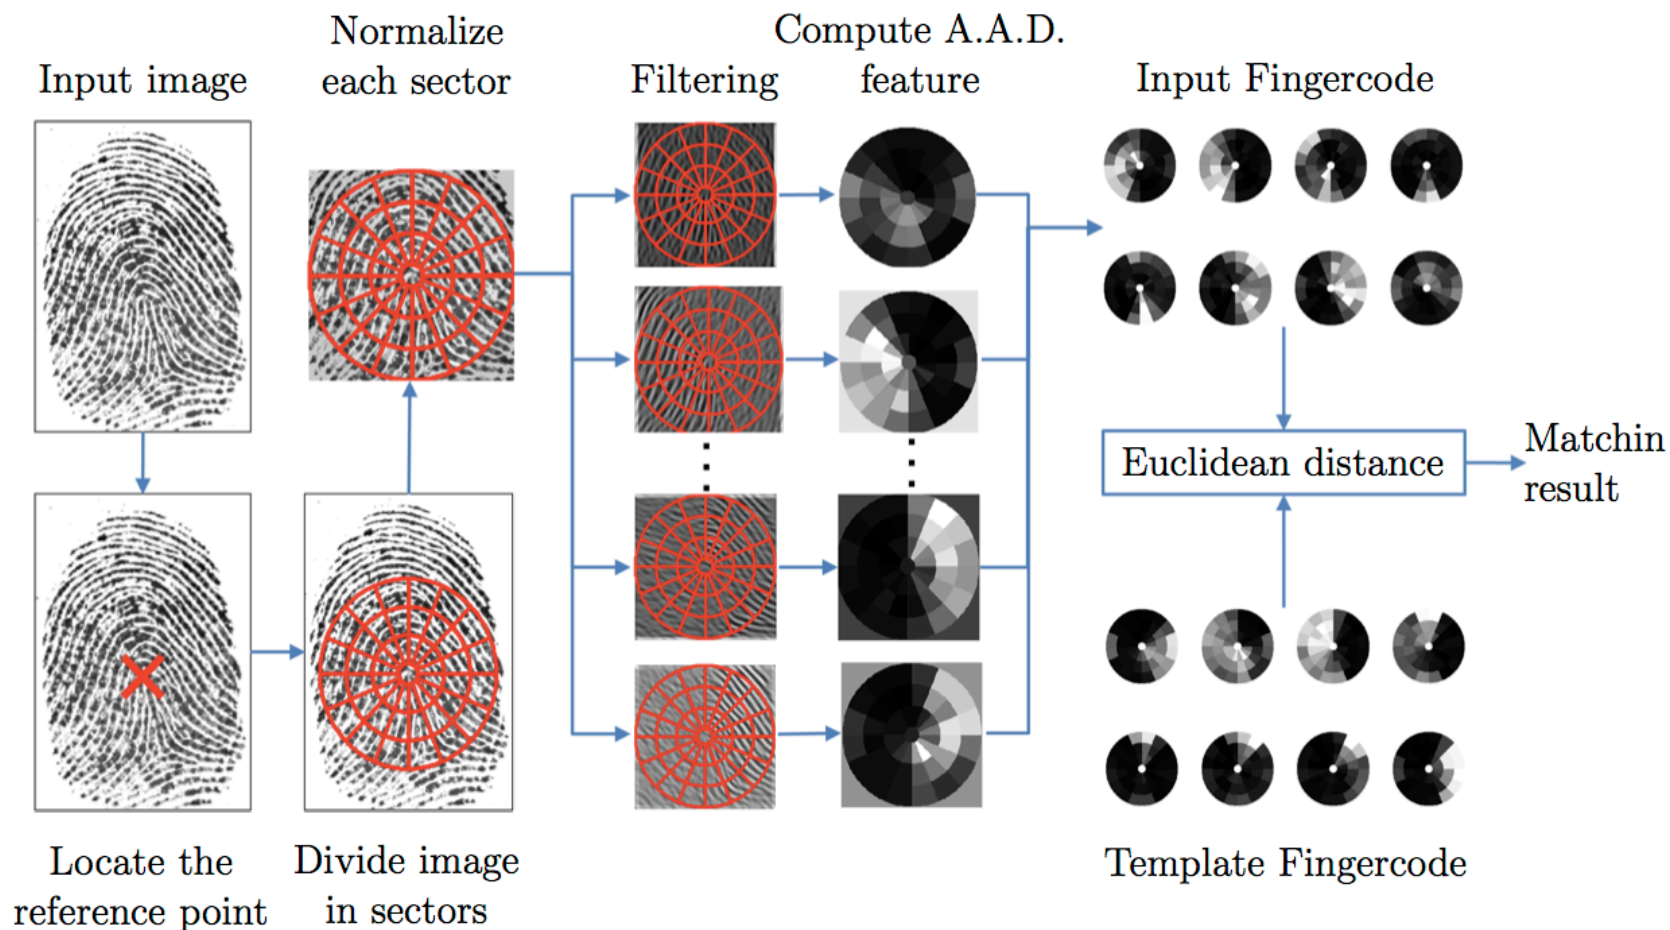 Input image
Normalize
each sector
Filtering
Compute A.A.D.
feature
Input Fingercode
Euclidean distance
Matchin
result
Locate the
reference point
Divide image
in sectors
Template Fingercode